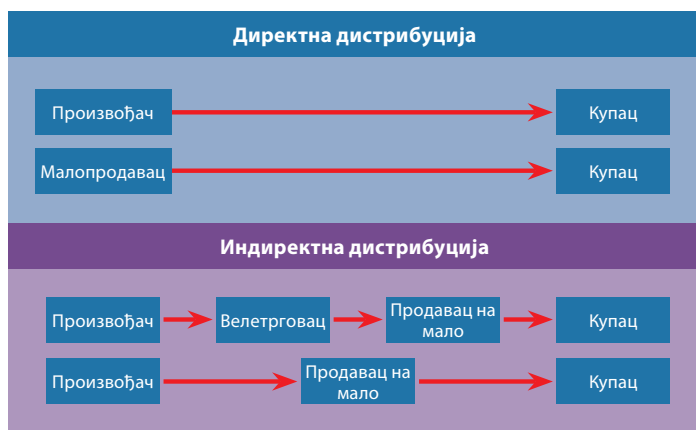 Директна дистрибуција
Произвођач
Купац
Малопродавац
Купац
Индиректна дистрибуција
Произвођач
Велетрговац
Продавац на
мало
Купац
Произвођач
Продавац на
мало
Купац